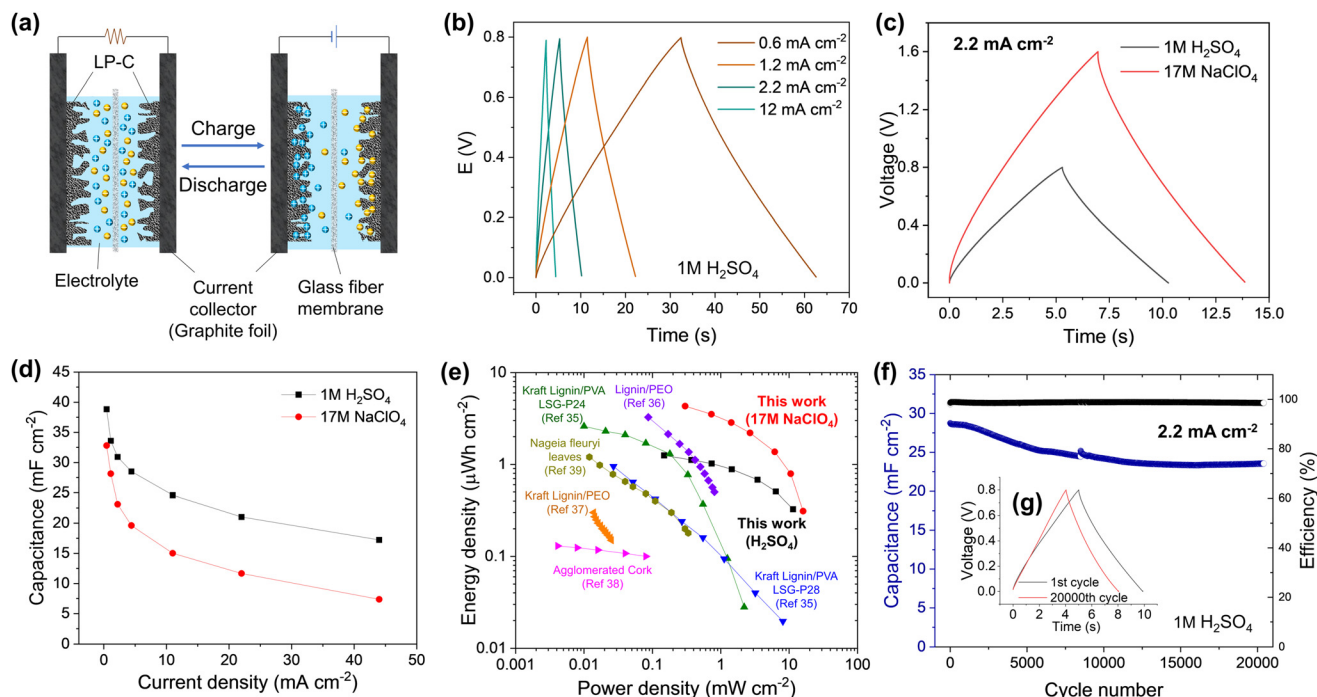 (a)
LP-C
Charge
Discharge
Electrolyte
Current
collector
(Graphite foil)
Glass fiber
membrane
(b)
0.6 mA cm⁻²
1.2 mA cm⁻²
2.2 mA cm⁻²
12 mA cm⁻²
0.8
0.6
0.4
0.2
0.0
E (V)
1M H₂SO₄
0 10 20 30 40 50 60 70
Time (s)
(c)
2.2 mA cm⁻²
1M H₂SO₄
17M NaClO₄
1.6
1.2
0.8
0.4
0.0
Voltage (V)
0.0 2.5 5.0 7.5 10.0 12.5 15.0
Time (s)
(d)
1M H₂SO₄
17M NaClO₄
45
40
35
30
25
20
15
10
5
0
Capacitance (mF cm⁻²)
0 10 20 30 40 50
Current density (mA cm⁻²)
(e)
Kraft Lignin/PVA
LSG-P24
(Ref 35)
Lignin/PEO
(Ref 36)
This work
(17M NaClO₄)
Nageia fleuryi
leaves
(Ref 39)
Kraft Lignin/PEO
(Ref 37)
This work
(H₂SO₄)
Agglomerated Cork
(Ref 38)
Kraft Lignin/PVA
LSG-P28
(Ref 35)
10
1
0.1
0.01
Energy density (µWh cm⁻²)
0.001 0.01 0.1 1 10 100
Power density (mW cm⁻²)
(f)
2.2 mA cm⁻²
35
30
25
20
15
10
5
0
Capacitance (mF cm⁻²)
100
80
60
40
20
0
Efficiency (%)
(g)
0.8
0.6
0.4
0.2
0.0
Voltage (V)
1st cycle
20000th cycle
0 2 4 6 8 10
Time (s)
1M H₂SO₄
0 5000 10000 15000 20000
Cycle number